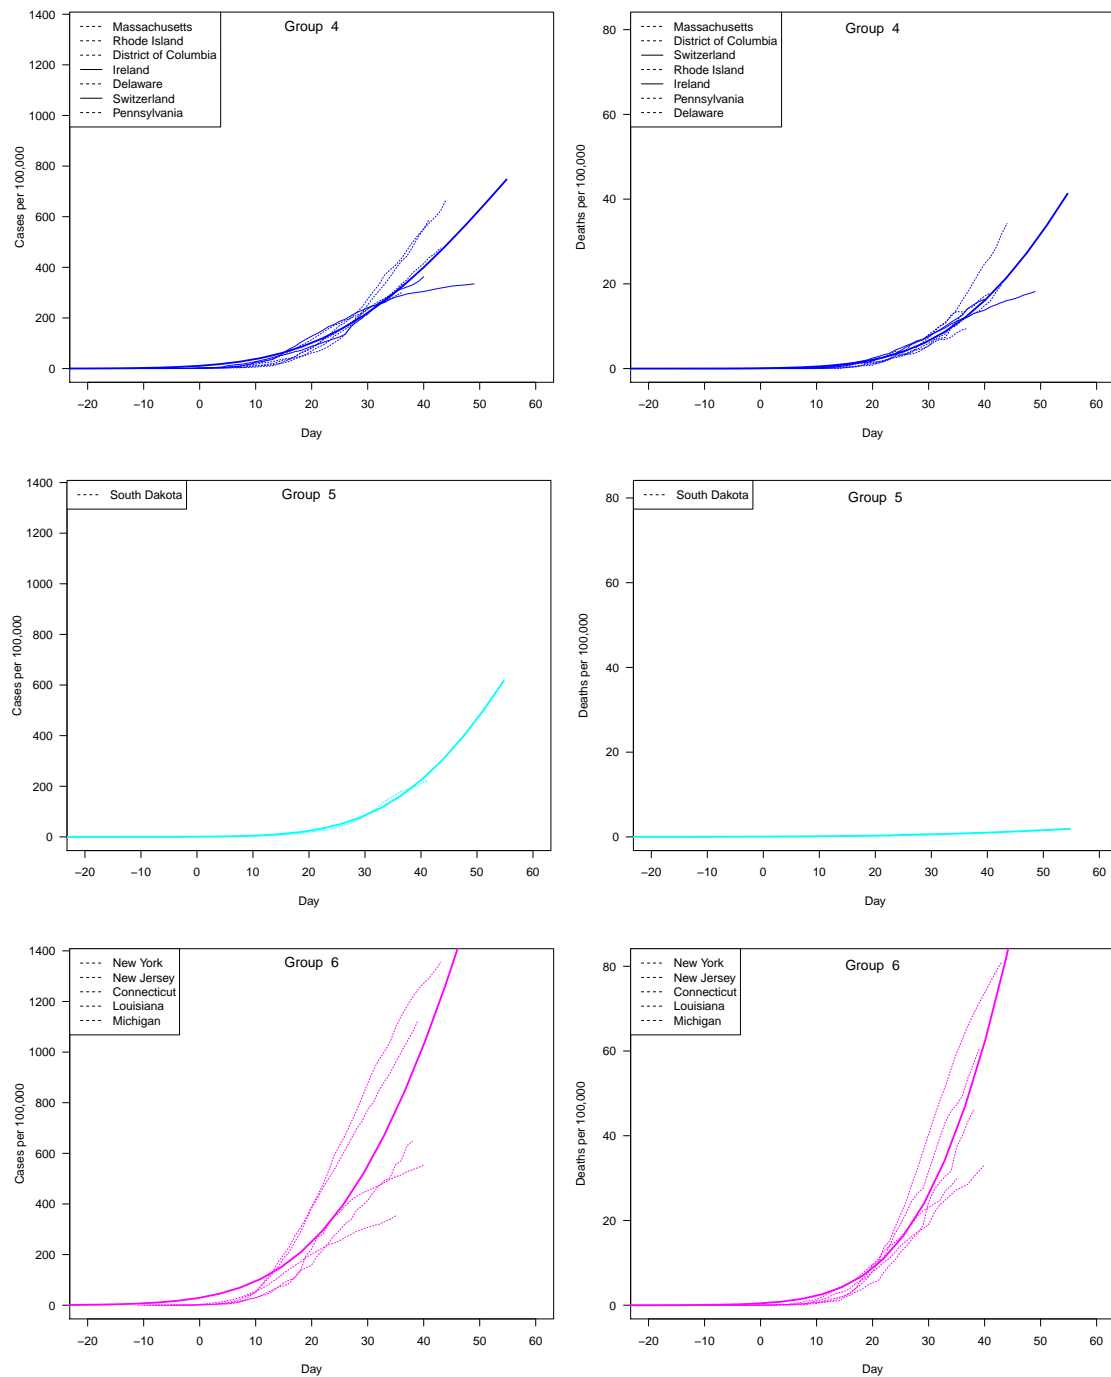 Group 4
Massachusetts
Rhode Island
District of Columbia
Ireland
Delaware
Switzerland
Pennsylvania
Cases per 100,000
1400
1200
1000
800
600
400
200
0
−20 −10 0 10 20 30 40 50 60
Day
Group 4
Massachusetts
District of Columbia
Switzerland
Rhode Island
Ireland
Pennsylvania
Delaware
Deaths per 100,000
80
60
40
20
0
−20 −10 0 10 20 30 40 50 60
Day
Group 5
South Dakota
Cases per 100,000
1400
1200
1000
800
600
400
200
0
−20 −10 0 10 20 30 40 50 60
Day
Group 5
South Dakota
Deaths per 100,000
80
60
40
20
0
−20 −10 0 10 20 30 40 50 60
Day
Group 6
New York
New Jersey
Connecticut
Louisiana
Michigan
Cases per 100,000
1400
1200
1000
800
600
400
200
0
−20 −10 0 10 20 30 40 50 60
Day
Group 6
New York
New Jersey
Connecticut
Louisiana
Michigan
Deaths per 100,000
80
60
40
20
0
−20 −10 0 10 20 30 40 50 60
Day